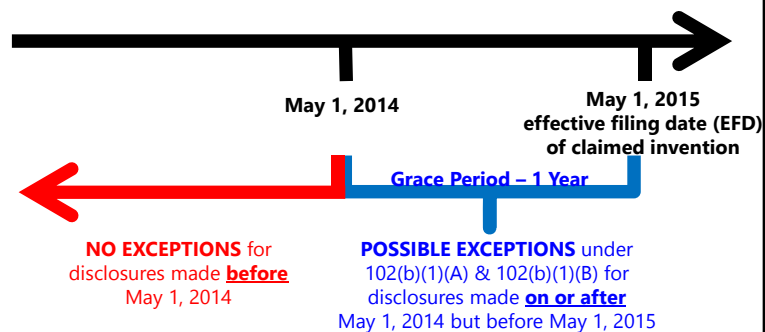 May 1, 2014
May 1, 2015
effective filing date (EFD)
of claimed invention
Grace Period – 1 Year
NO EXCEPTIONS for
disclosures made before
May 1, 2014
POSSIBLE EXCEPTIONS under
102(b)(1)(A) & 102(b)(1)(B) for
disclosures made on or after
May 1, 2014 but before May 1, 2015